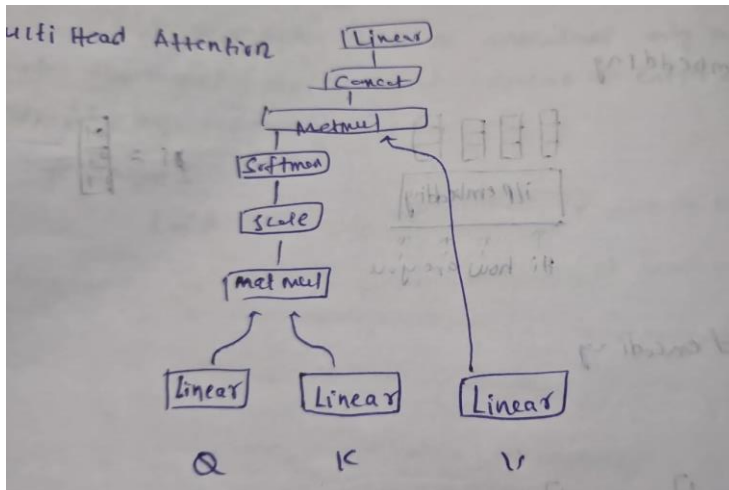 ulti Head Attention
Linear
Concat
Matmul
Softmax
Scale
Mat mul
Linear
Linear
Linear
Q
K
V